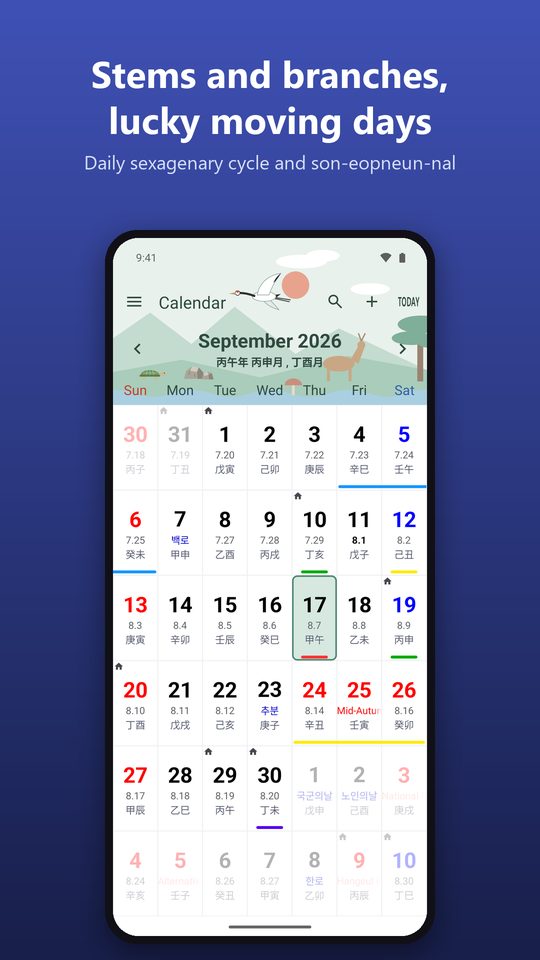 Stems and branches,
lucky moving days
Daily sexagenary cycle and son-eopneun-nal
9:41
Calendar
TODAY
September 2026
丙午年 丙申月 , 丁酉月
Sun Mon Tue Wed Thu Fri Sat
30 31 1 2 3 4 5
7.18 7.19 7.20 7.21 7.22 7.23 7.24
丙子 丁丑 戊寅 己卯 庚辰 辛巳 壬午
6 7 8 9 10 11 12
7.25 백로 7.27 7.28 7.29 8.1 8.2
癸未 甲申 乙酉 丙戌 丁亥 戊子 己丑
13 14 15 16 17 18 19
8.3 8.4 8.5 8.6 8.7 8.8 8.9
庚寅 辛卯 壬辰 癸巳 甲午 乙未 丙申
20 21 22 23 24 25 26
8.10 8.11 8.12 추분 8.14 Mid-Autun 8.16
丁酉 戊戌 己亥 庚子 辛丑 壬寅 癸卯
27 28 29 30 1 2 3
8.17 8.18 8.19 8.20 국군의날 노인의날 National
甲辰 乙巳 丙午 丁未 戊申 己酉 庚戌
4 5 6 7 8 9 10
8.24 Alternativ 8.26 8.27 한로 Hangeul 8.30
辛亥 壬子 癸丑 甲寅 乙卯 丙辰 丁巳